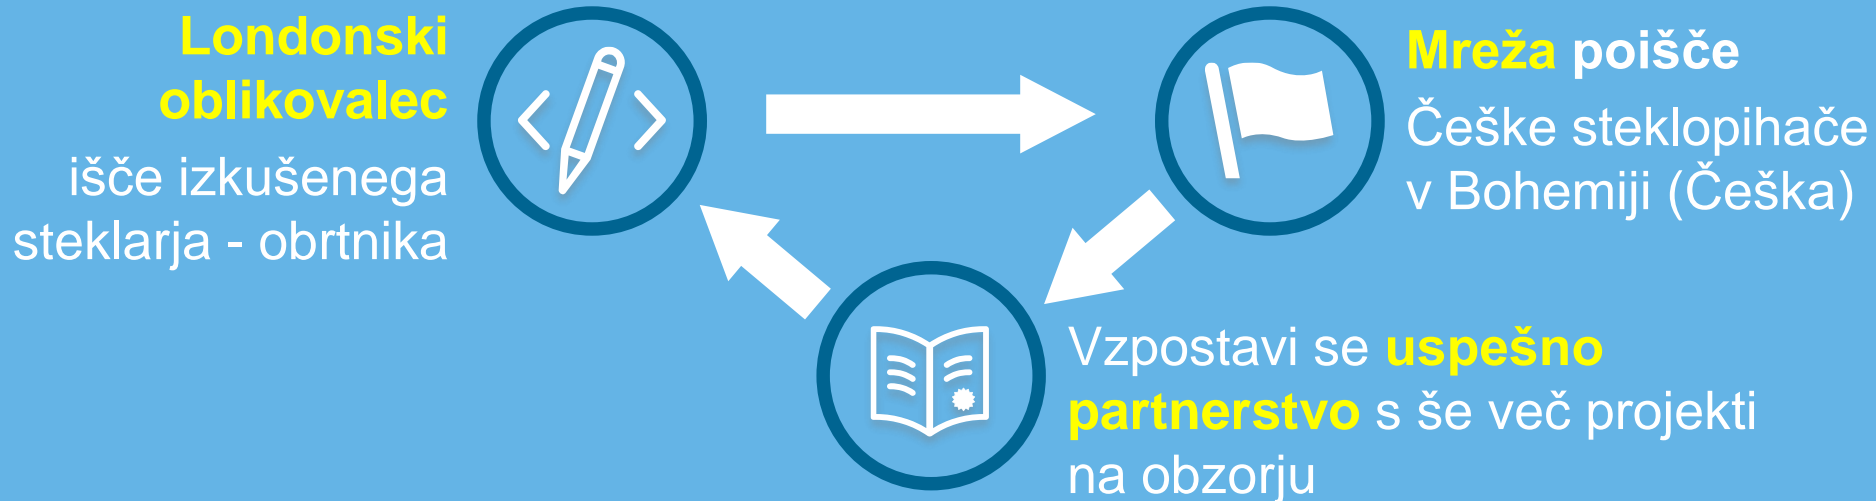 Londonski
oblikovalec
išče izkušenega
steklarja - obrtnika
Mreža poišče
Češke steklopihače
v Bohemiji (Češka)
Vzpostavi se uspešno
partnerstvo s še več projekti
na obzorju